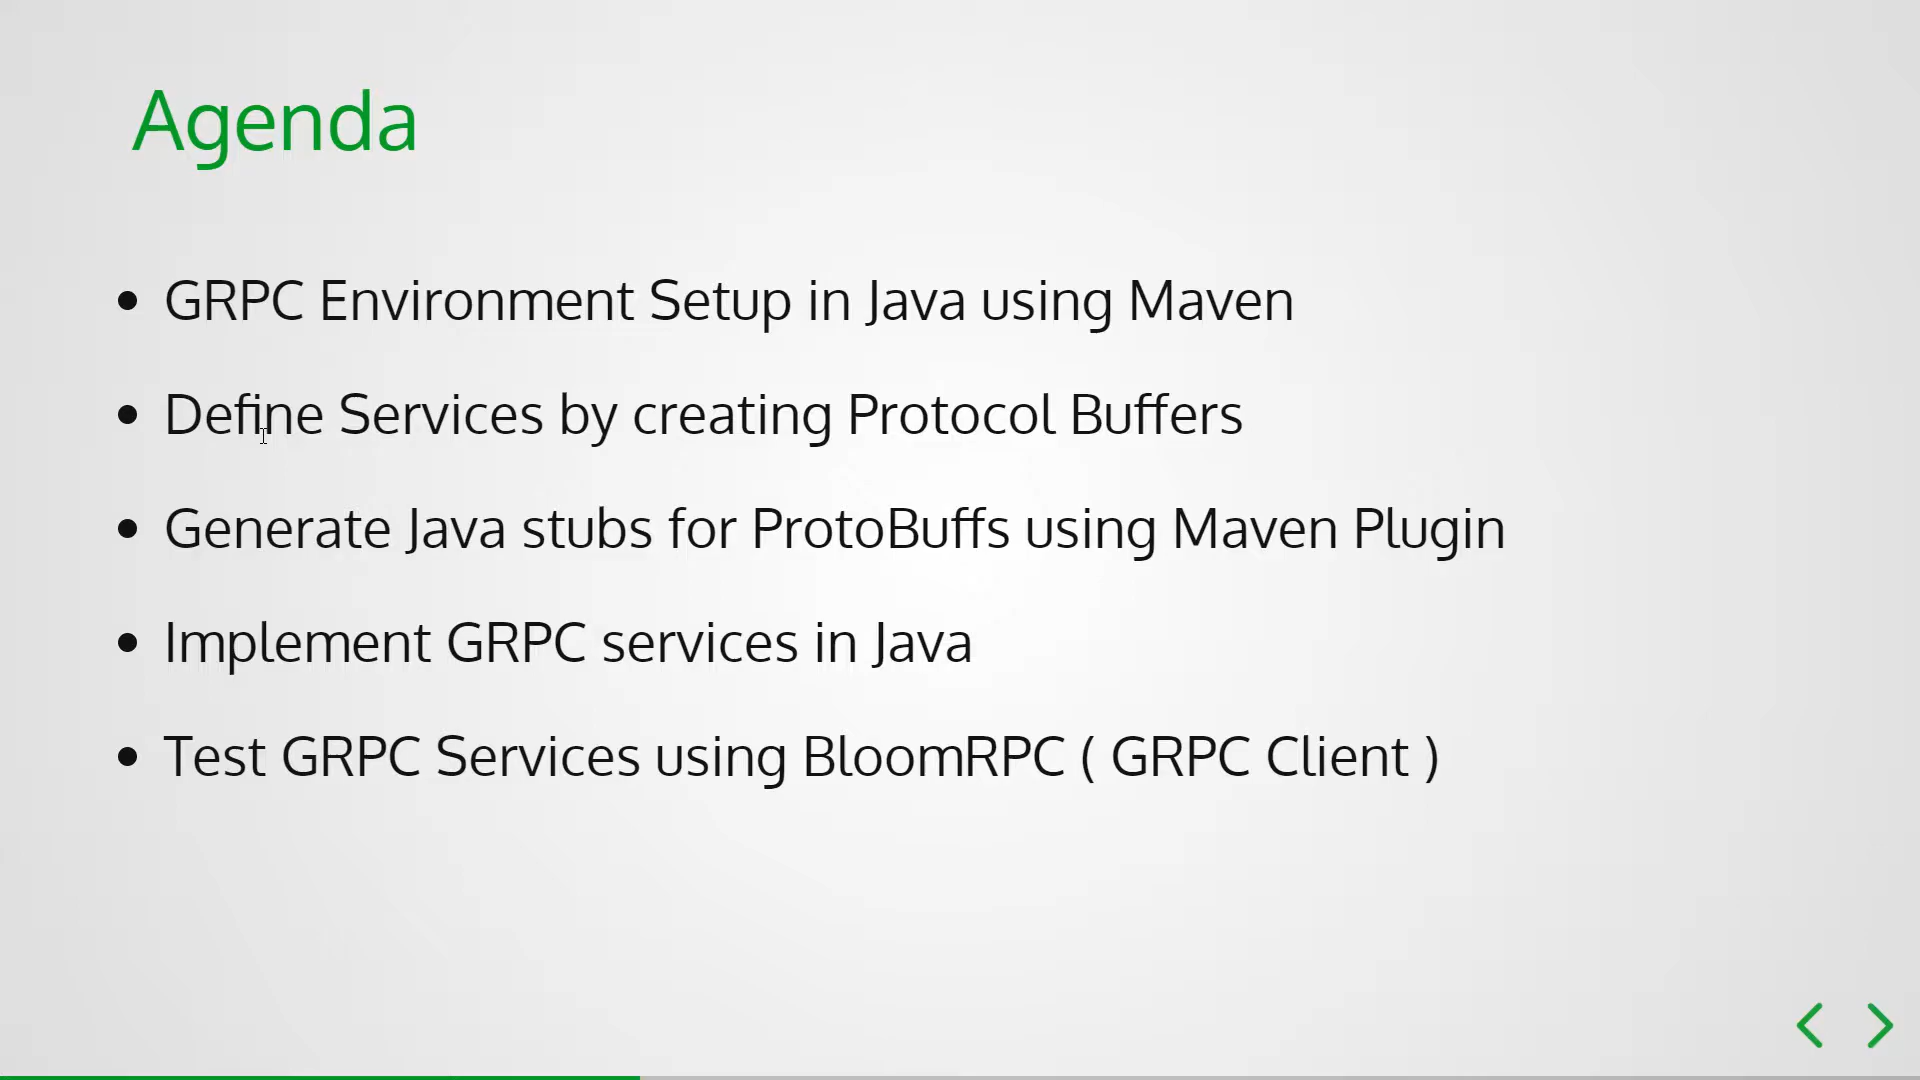 Agenda
• GRPC Environment Setup in Java using Maven
• Define Services by creating Protocol Buffers
• Generate Java stubs for ProtoBuffs using Maven Plugin
• Implement GRPC services in Java
• Test GRPC Services using BloomRPC ( GRPC Client )